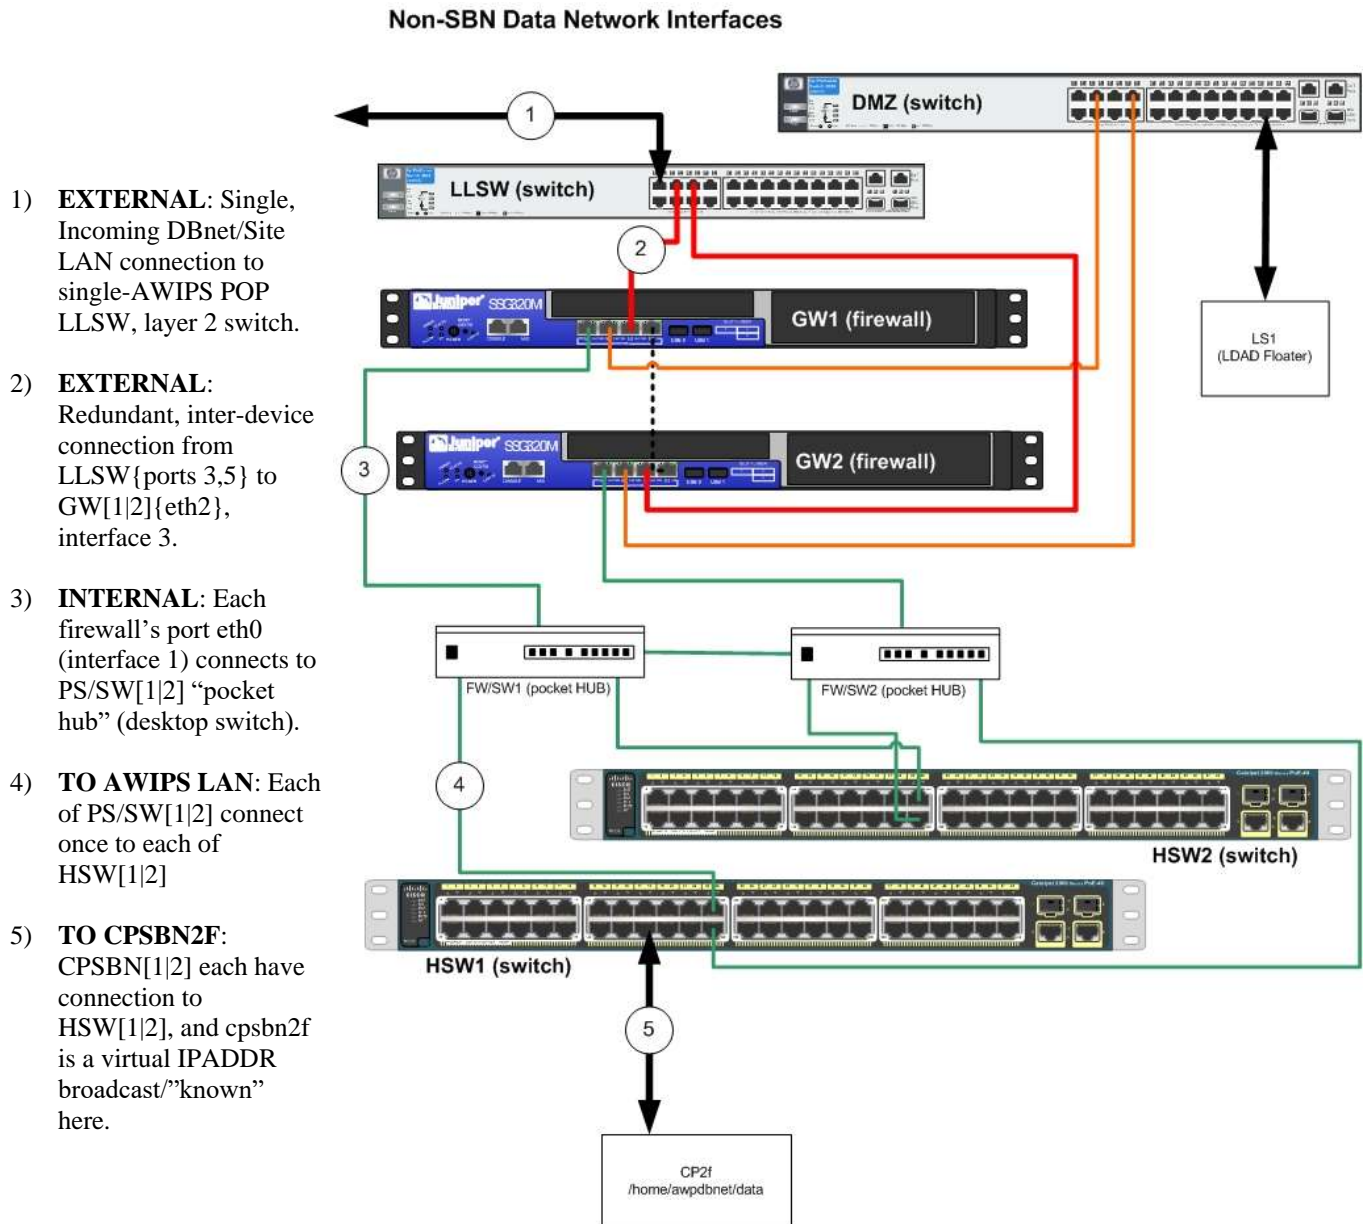 Non-SBN Data Network Interfaces
DMZ (switch)
1
LLSW (switch)
2
Juniper SSG320M
GW1 (firewall)
LS1
(LDAD Floater)
Juniper SSG320M
GW2 (firewall)
3
FW/SW1 (pocket HUB)
FW/SW2 (pocket HUB)
4
HSW2 (switch)
HSW1 (switch)
5
CP2f
/home/awpdbnet/data
1) EXTERNAL: Single,
Incoming DBnet/Site
LAN connection to
single-AWIPS POP
LLSW, layer 2 switch.
2) EXTERNAL:
Redundant, inter-device
connection from
LLSW{ports 3,5} to
GW[1|2]{eth2},
interface 3.
3) INTERNAL: Each
firewall's port eth0
(interface 1) connects to
PS/SW[1|2] “pocket
hub” (desktop switch).
4) TO AWIPS LAN: Each
of PS/SW[1|2] connect
once to each of
HSW[1|2]
5) TO CPSBN2F:
CPSBN[1|2] each have
connection to
HSW[1|2], and cpsbn2f
is a virtual IPADDR
broadcast/”known”
here.